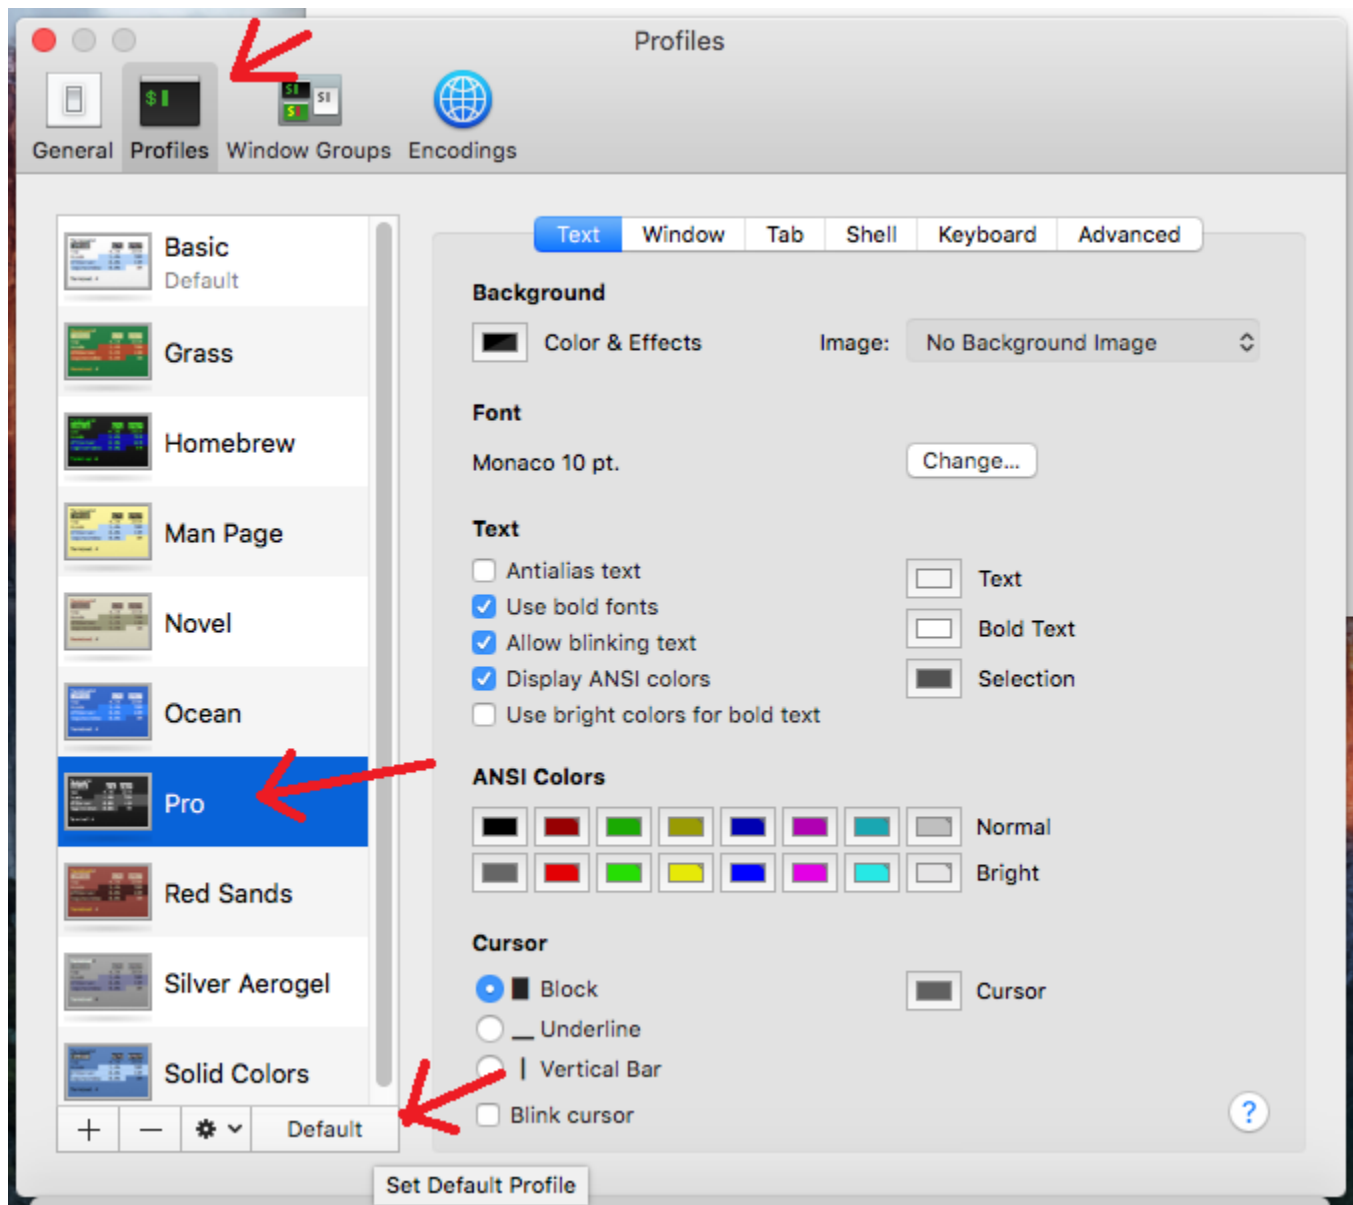 Profiles
General Profiles Window Groups Encodings
Text Window Tab Shell Keyboard Advanced
Basic
Default
Grass
Homebrew
Man Page
Novel
Ocean
Pro
Red Sands
Silver Aerogel
Solid Colors
+ − Default
Set Default Profile
Background
Color & Effects Image: No Background Image
Font
Monaco 10 pt. Change...
Text
Antialias text
Use bold fonts
Allow blinking text
Display ANSI colors
Use bright colors for bold text
Text
Bold Text
Selection
ANSI Colors
Normal
Bright
Cursor
Block
Underline
Vertical Bar
Blink cursor
Cursor
?